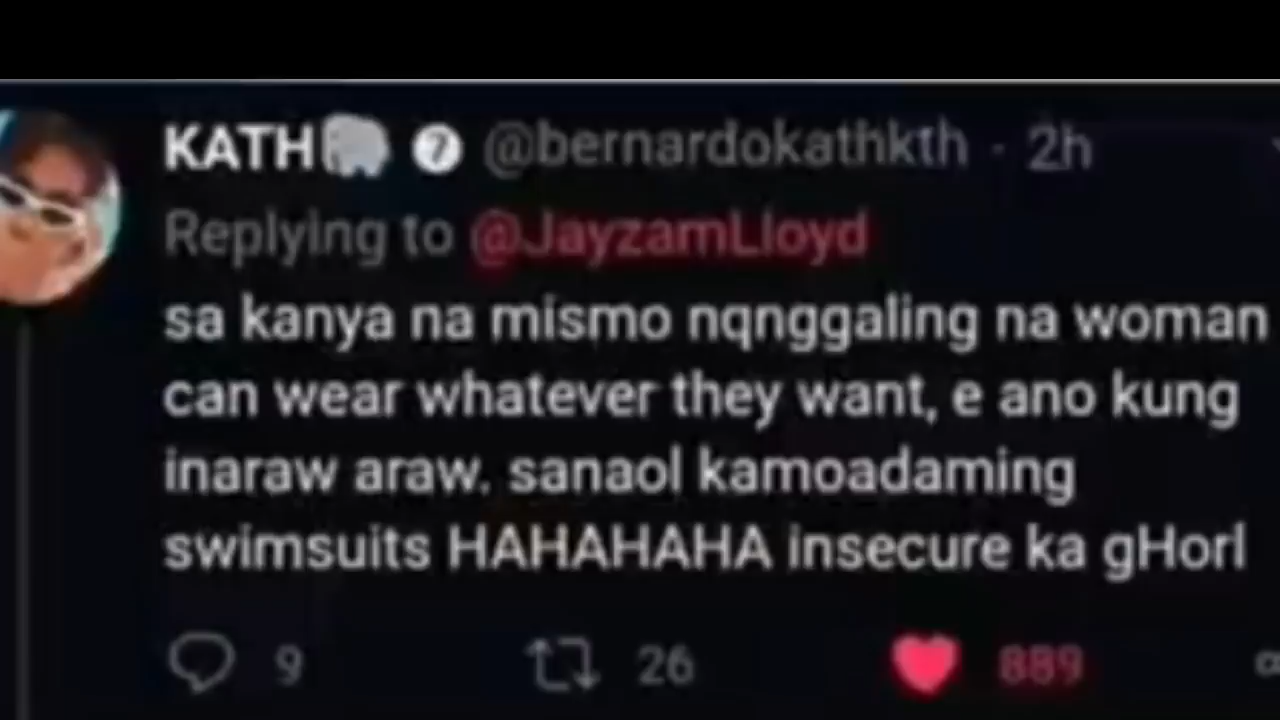 KATH @bernardokathkth · 2h
Replying to @JayzamLloyd
sa kanya na mismo nqnggaling na woman
can wear whatever they want, e ano kung
inaraw araw. sanaol kamoadaming
swimsuits HAHAHAHA insecure ka gHorl
9 26 889